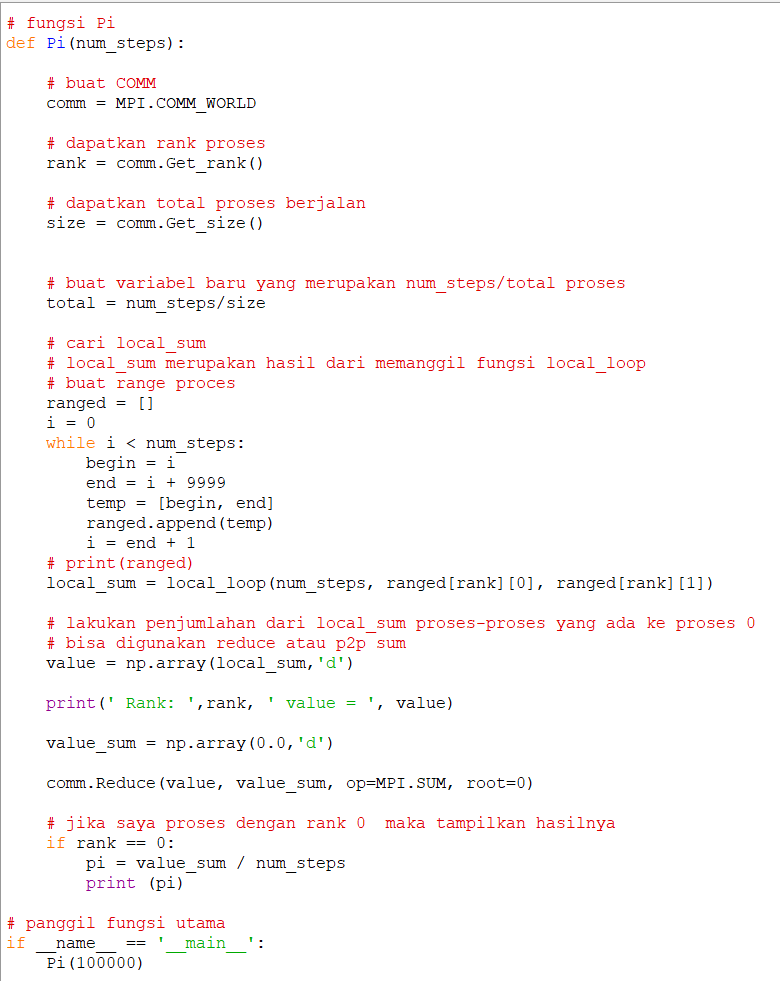 # fungsi Pi
def Pi(num_steps):
    # buat COMM
    comm = MPI.COMM_WORLD
    # dapatkan rank proses
    rank = comm.Get_rank()
    # dapatkan total proses berjalan
    size = comm.Get_size()
    # buat variabel baru yang merupakan num_steps/total proses
    total = num_steps/size
    # cari local_sum
    # local_sum merupakan hasil dari memanggil fungsi local_loop
    # buat range proces
    ranged = []
    i = 0
    while i < num_steps:
        begin = i
        end = i + 9999
        temp = [begin, end]
        ranged.append(temp)
        i = end + 1
    # print(ranged)
    local_sum = local_loop(num_steps, ranged[rank][0], ranged[rank][1])
    # lakukan penjumlahan dari local_sum proses-proses yang ada ke proses 0
    # bisa digunakan reduce atau p2p sum
    value = np.array(local_sum,'d')
    print(' Rank: ',rank, ' value = ', value)
    value_sum = np.array(0.0,'d')
    comm.Reduce(value, value_sum, op=MPI.SUM, root=0)
    # jika saya proses dengan rank 0  maka tampilkan hasilnya
    if rank == 0:
        pi = value_sum / num_steps
        print (pi)
# panggil fungsi utama
if __name__ == '__main__':
    Pi(100000)